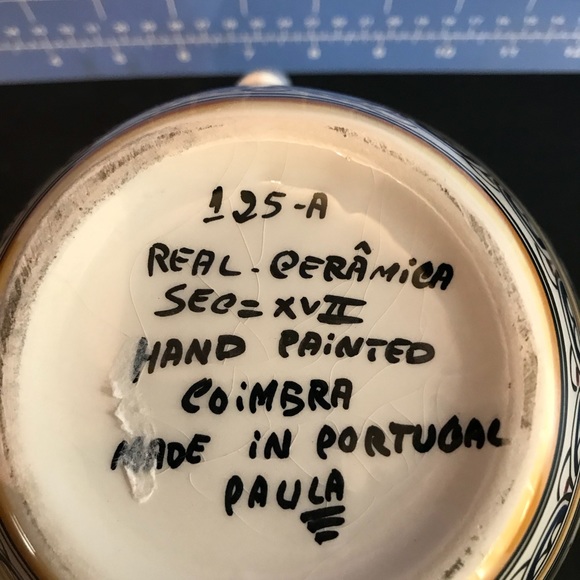 125-A
REAL-CERÂMICA
SEC=XVII
HAND PAINTED
COIMBRA
MADE IN PORTUGAL
PAULA